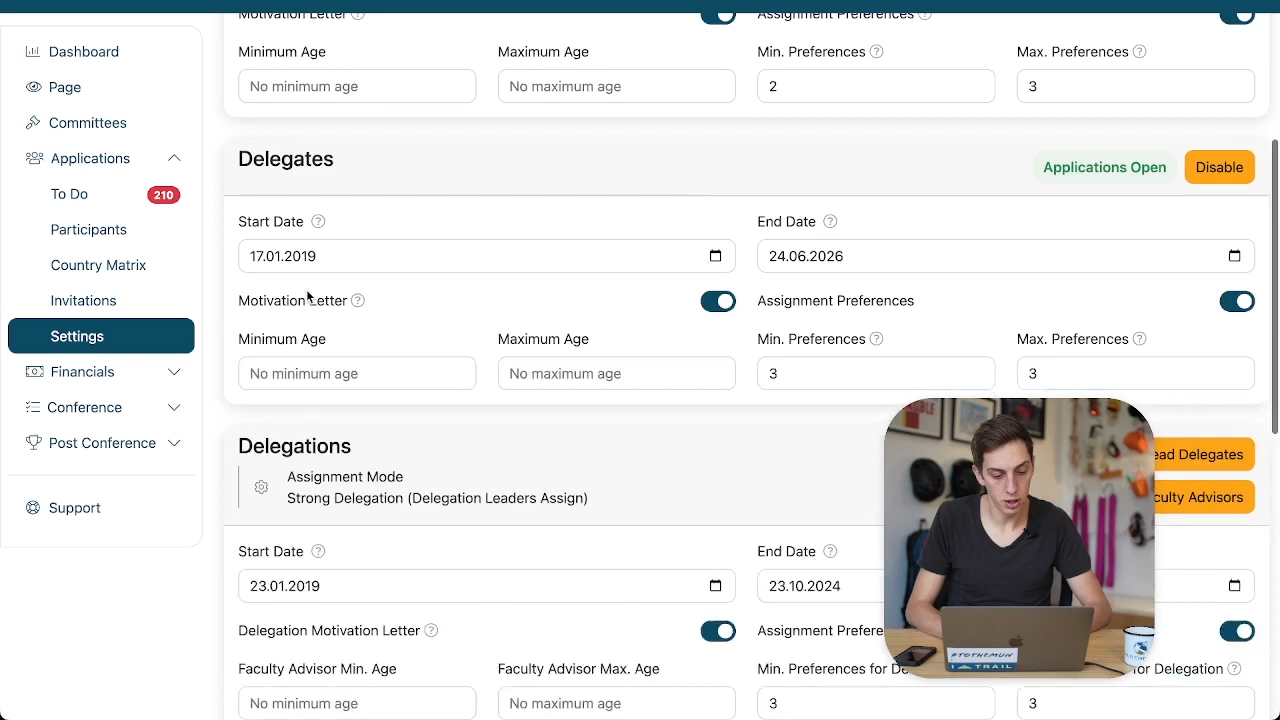 Motivation Letter
Assignment Preferences
Dashboard
Page
Committees
Applications
To Do
210
Participants
Country Matrix
Invitations
Settings
Financials
Conference
Post Conference
Support
Minimum Age
Maximum Age
Min. Preferences
Max. Preferences
No minimum age
No maximum age
2
3
Delegates
Applications Open
Disable
Start Date
End Date
17.01.2019
24.06.2026
Motivation Letter
Assignment Preferences
Minimum Age
Maximum Age
Min. Preferences
Max. Preferences
No minimum age
No maximum age
3
3
Delegations
Assignment Mode
Strong Delegation (Delegation Leaders Assign)
ead Delegates
culty Advisors
Start Date
End Date
23.01.2019
23.10.2024
Delegation Motivation Letter
Assignment Prefere
Faculty Advisor Min. Age
Faculty Advisor Max. Age
Min. Preferences for De
for Delegation
No minimum age
No maximum age
3
3
#TOTHEMUN
TRAIL